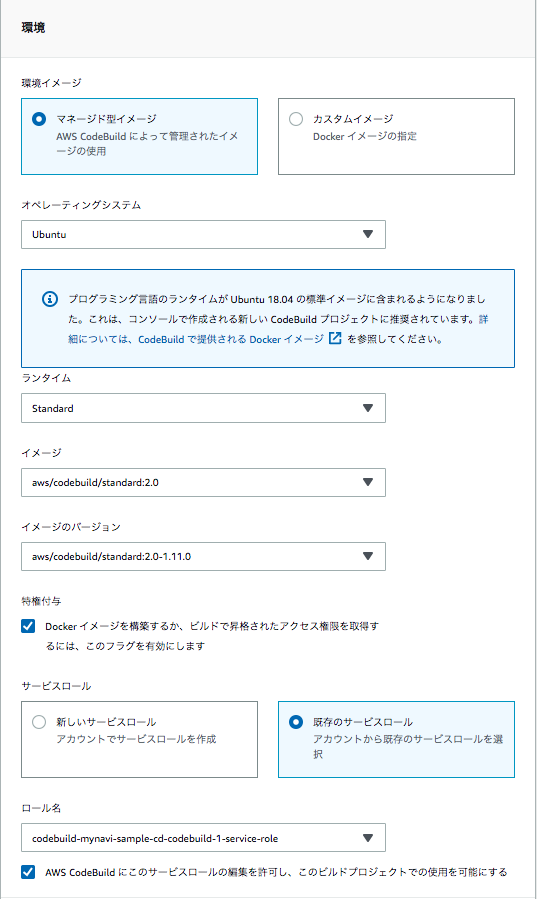 環境
環境イメージ
マネージド型イメージ
AWS CodeBuild によって管理されたイメ
ージの使用
カスタムイメージ
Docker イメージの指定
オペレーティングシステム
Ubuntu
プログラミング言語のランタイムが Ubuntu 18.04 の標準イメージに含まれるようになりまし
た。これは、コンソールで作成される新しい CodeBuild プロジェクトに推奨されています。詳
細については、CodeBuild で提供される Docker イメージ を参照してください。
ランタイム
Standard
イメージ
aws/codebuild/standard:2.0
イメージのバージョン
aws/codebuild/standard:2.0-1.11.0
特権付与
Docker イメージを構築するか、ビルドで昇格されたアクセス権限を取得す
るには、このフラグを有効にします
サービスロール
新しいサービスロール
アカウントでサービスロールを作成
既存のサービスロール
アカウントから既存のサービスロールを選
択
ロール名
codebuild-mynavi-sample-cd-codebuild-1-service-role
AWS CodeBuild にこのサービスロールの編集を許可し、このビルドプロジェクトでの使用を可能にする